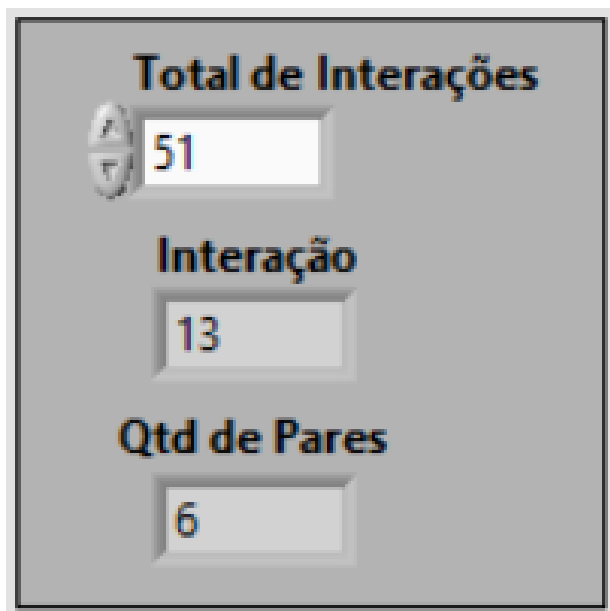 Total de Interações
51
Interação
13
Qtd de Pares
6